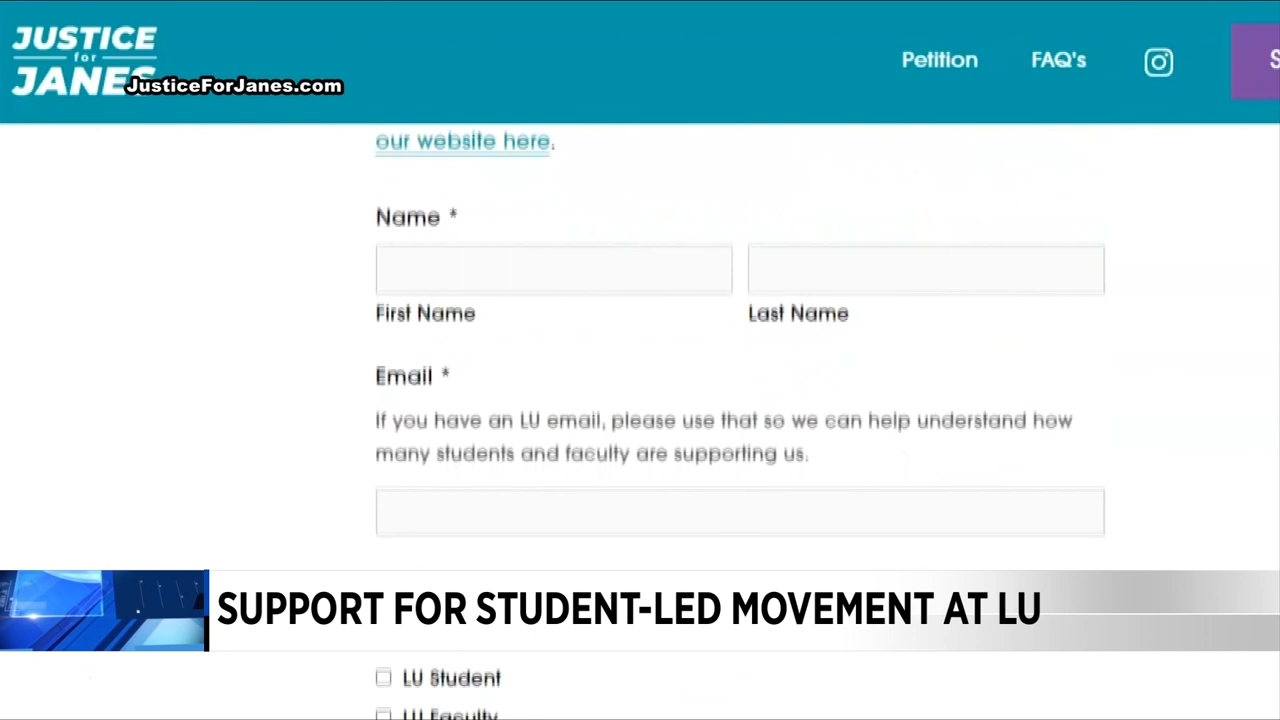 JUSTICE
for
JANES
JusticeForJanes.com
Petition
FAQ's
S
our website here.
Name *
First Name
Last Name
Email *
If you have an LU email, please use that so we can help understand how
many students and faculty are supporting us.
SUPPORT FOR STUDENT-LED MOVEMENT AT LU
LU Student
LU Faculty